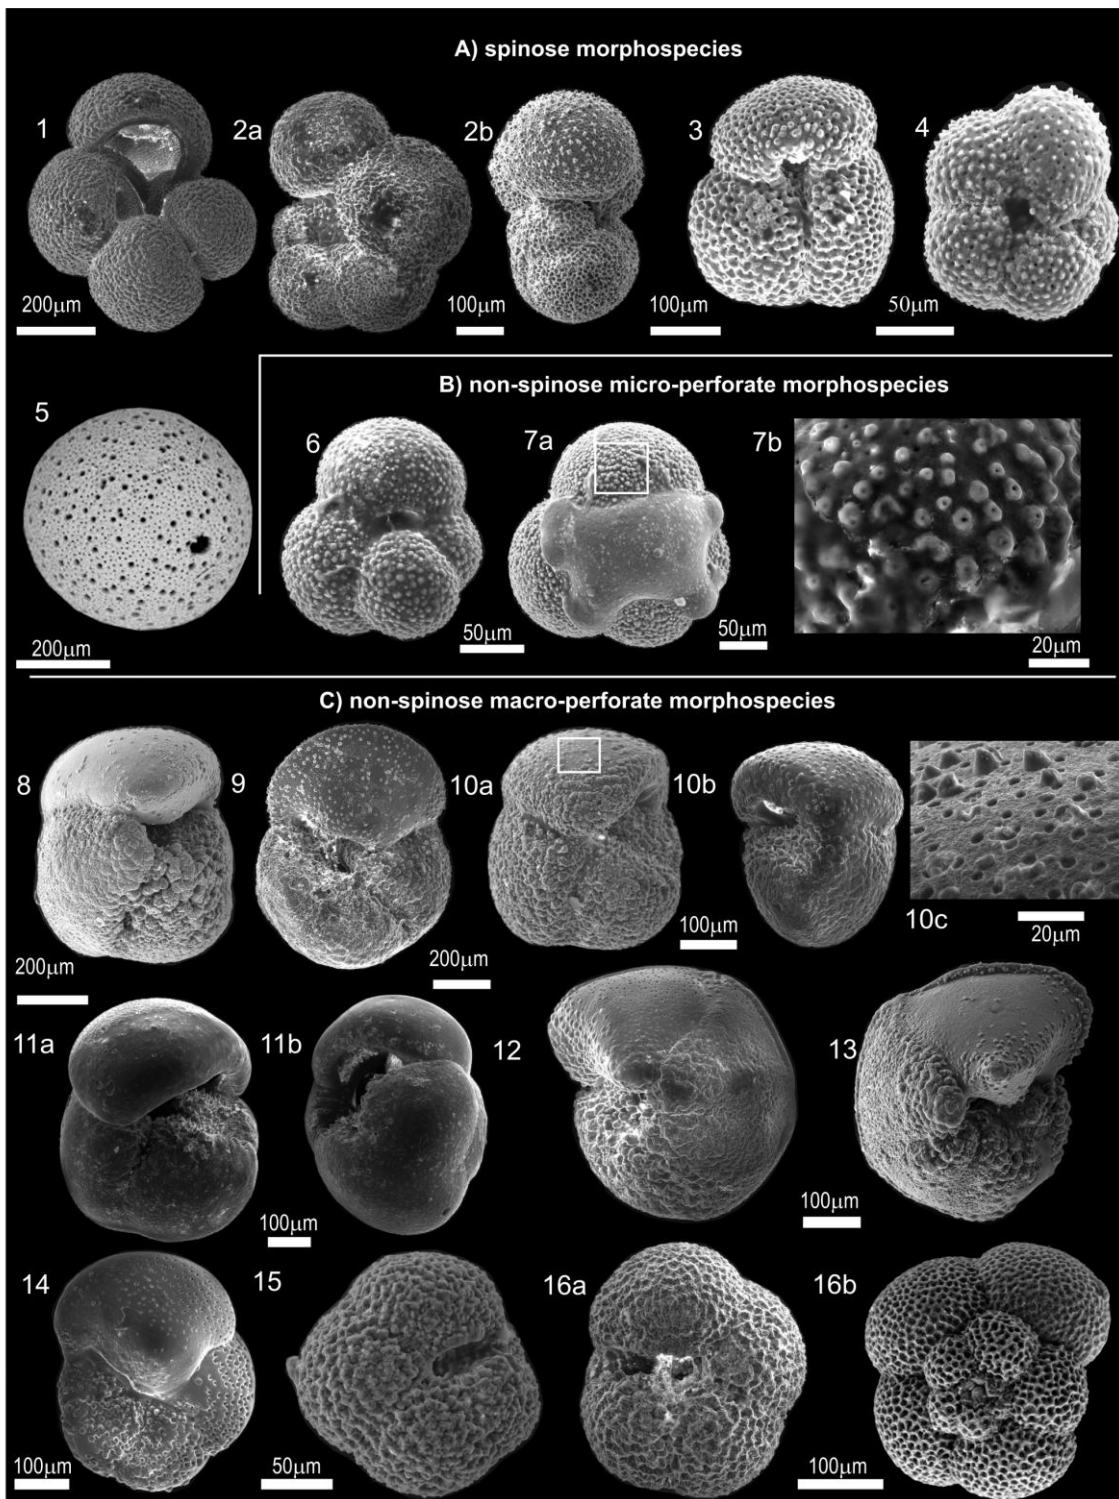 A) spinose morphospecies
1
2a
2b
3
4
200μm
100μm
100μm
50μm
5
200μm
B) non-spinose micro-perforate morphospecies
6
7a
7b
50μm
50μm
20μm
C) non-spinose macro-perforate morphospecies
8
9
10a
10b
10c
200μm
200μm
100μm
20μm
11a
11b
12
13
100μm
100μm
14
15
16a
16b
100μm
50μm
100μm